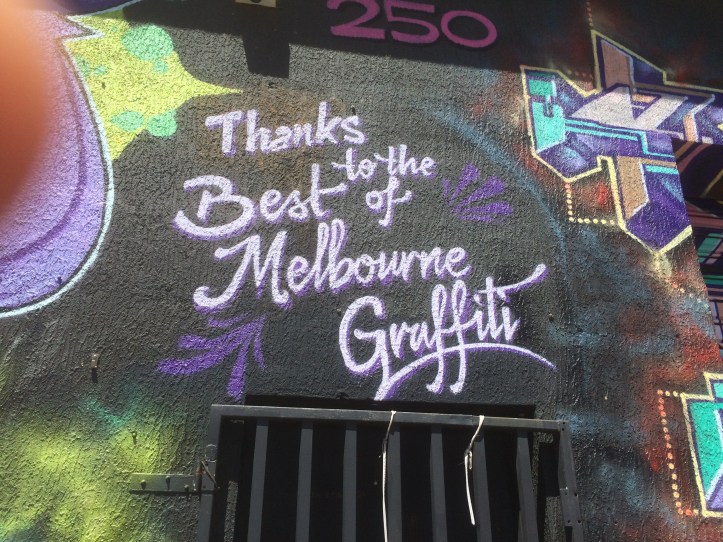 250
Thanks
to the
Best of
Melbourne
Graffiti